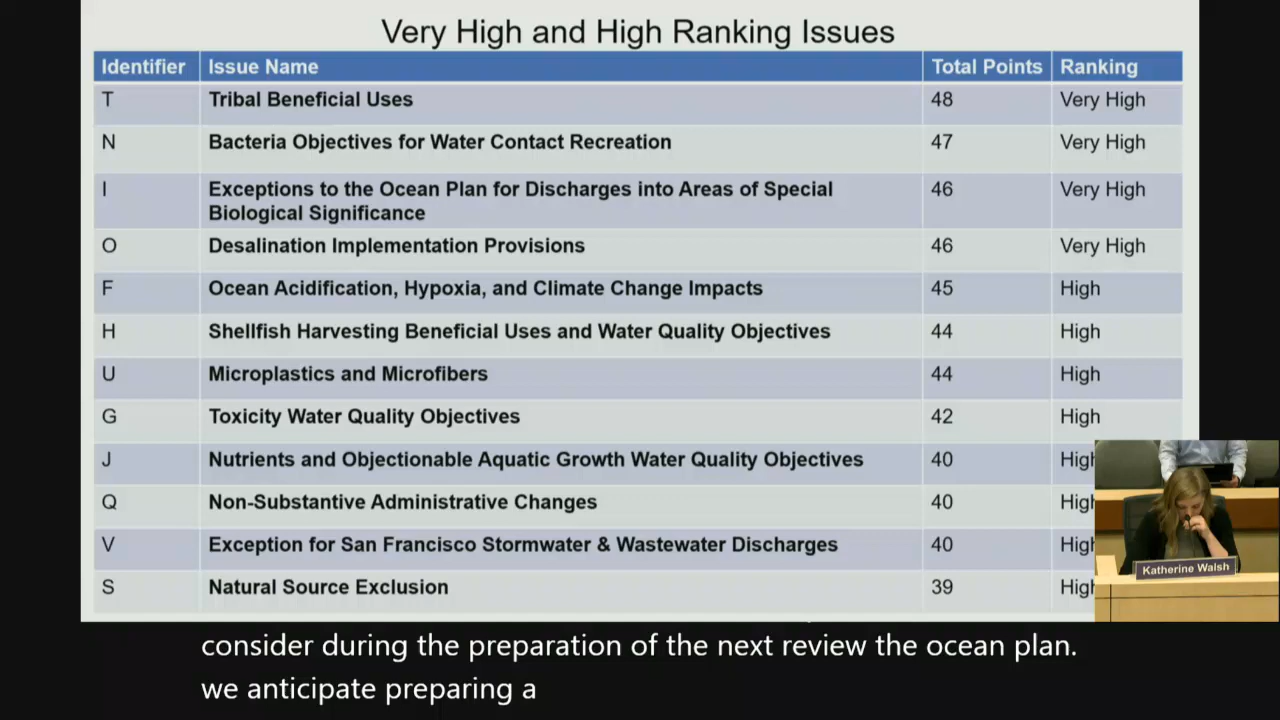 Very High and High Ranking Issues
Identifier Issue Name Total Points Ranking
T Tribal Beneficial Uses 48 Very High
N Bacteria Objectives for Water Contact Recreation 47 Very High
I Exceptions to the Ocean Plan for Discharges into Areas of Special
Biological Significance 46 Very High
O Desalination Implementation Provisions 46 Very High
F Ocean Acidification, Hypoxia, and Climate Change Impacts 45 High
H Shellfish Harvesting Beneficial Uses and Water Quality Objectives 44 High
U Microplastics and Microfibers 44 High
G Toxicity Water Quality Objectives 42 High
J Nutrients and Objectionable Aquatic Growth Water Quality Objectives 40
Q Non-Substantive Administrative Changes 40
V Exception for San Francisco Stormwater & Wastewater Discharges 40
S Natural Source Exclusion 39
Katherine Walsh
consider during the preparation of the next review the ocean plan.
we anticipate preparing a